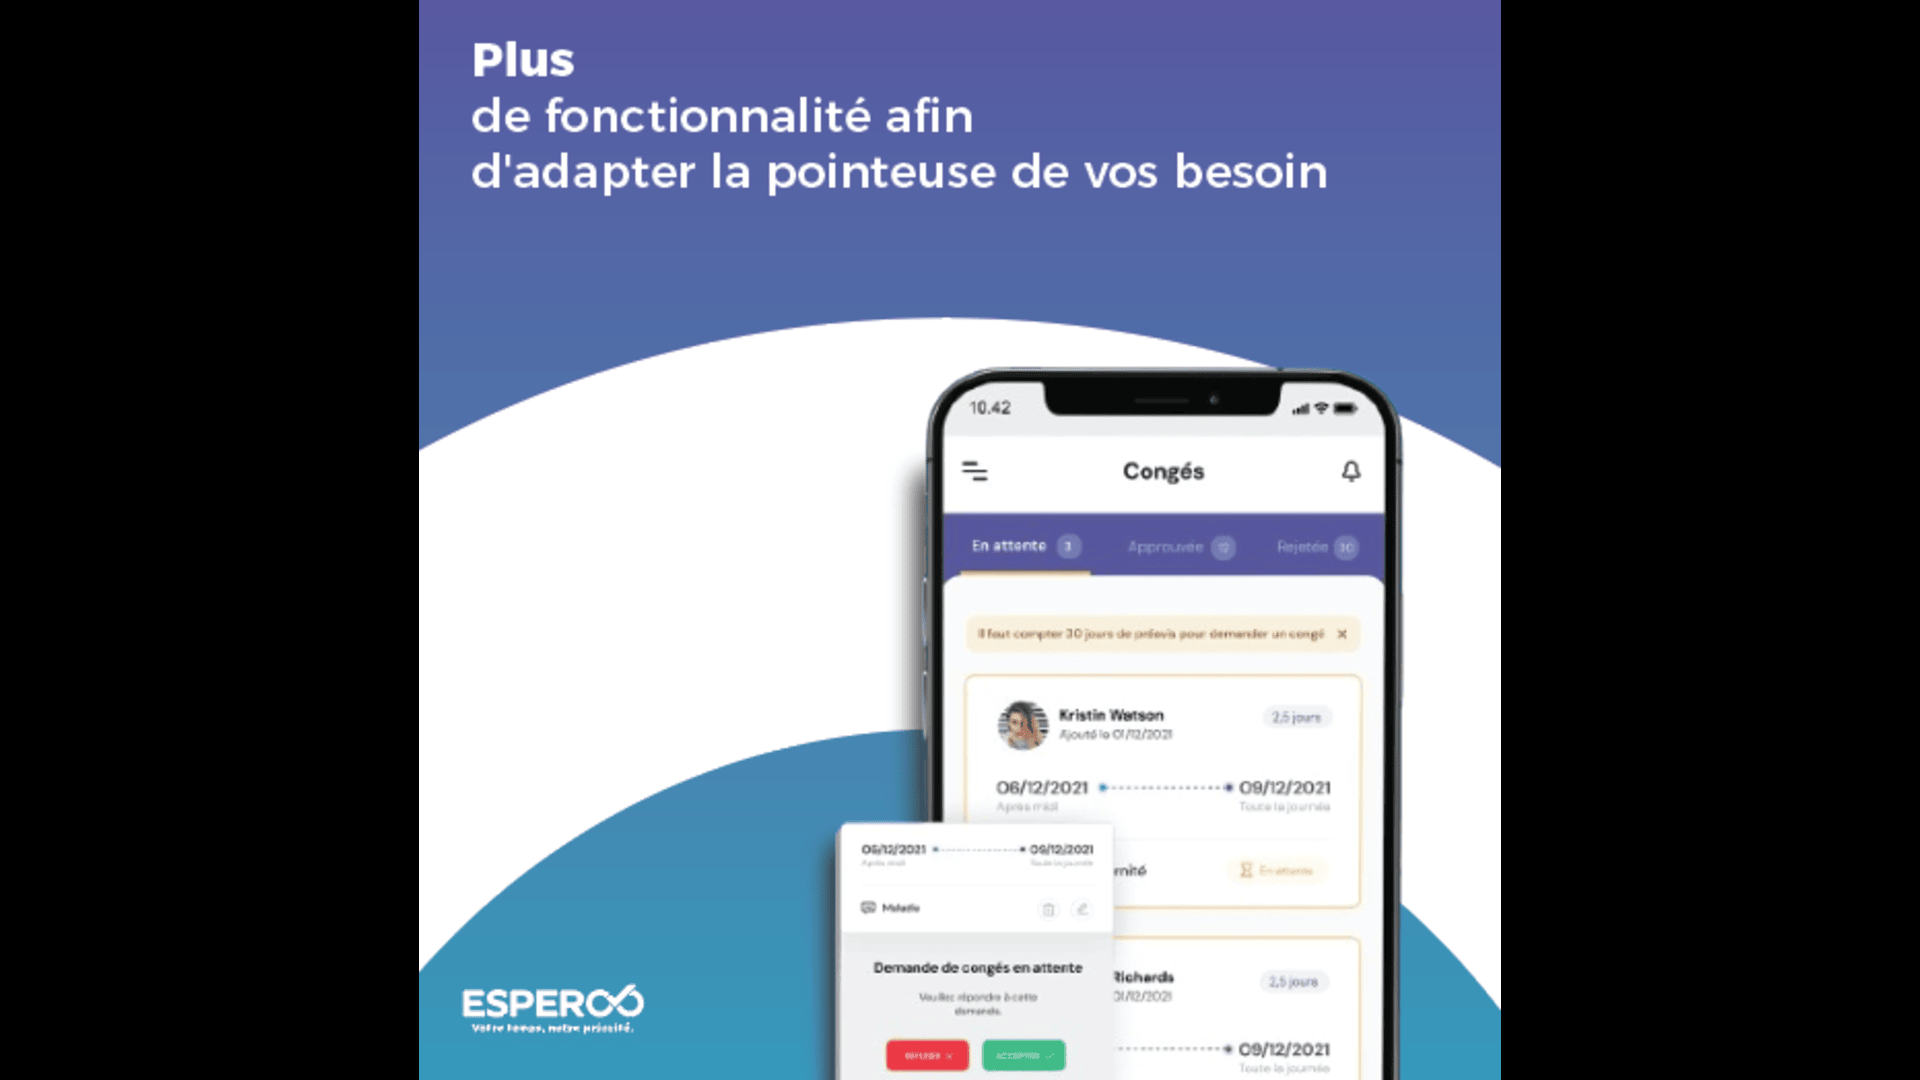 Plus
de fonctionnalité afin
d'adapter la pointeuse de vos besoin
10.42
Congés
En attente 3 Approuvée 12 Rejetée 30
Il faut compter 30 jours de préavis pour demander un congé
Kristin Watson 2,5 jours
Ajouté le 01/12/2021
06/12/2021 09/12/2021
Après midi Toute la journée
rnité En attente
06/12/2021 09/12/2021
Après midi Toute la journée
Maladie
Demande de congés en attente
Veuillez répondre à cette
demande.
REFUSER ACCEPTER
Richards 2,5 jours
01/12/2021
09/12/2021
Toute la journée
ESPEROO
Votre temps, notre priorité.